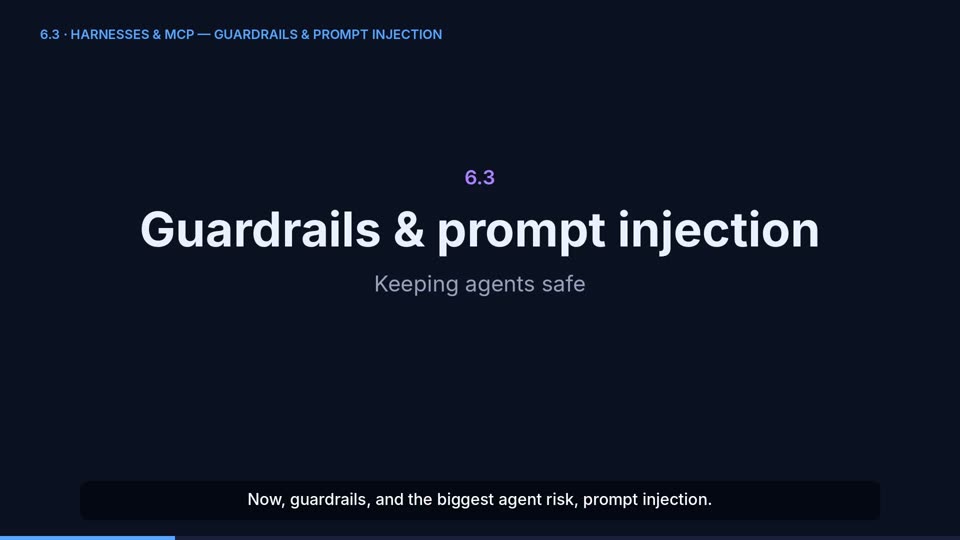 6.3 · HARNESSES & MCP — GUARDRAILS & PROMPT INJECTION
6.3
Guardrails & prompt injection
Keeping agents safe
Now, guardrails, and the biggest agent risk, prompt injection.